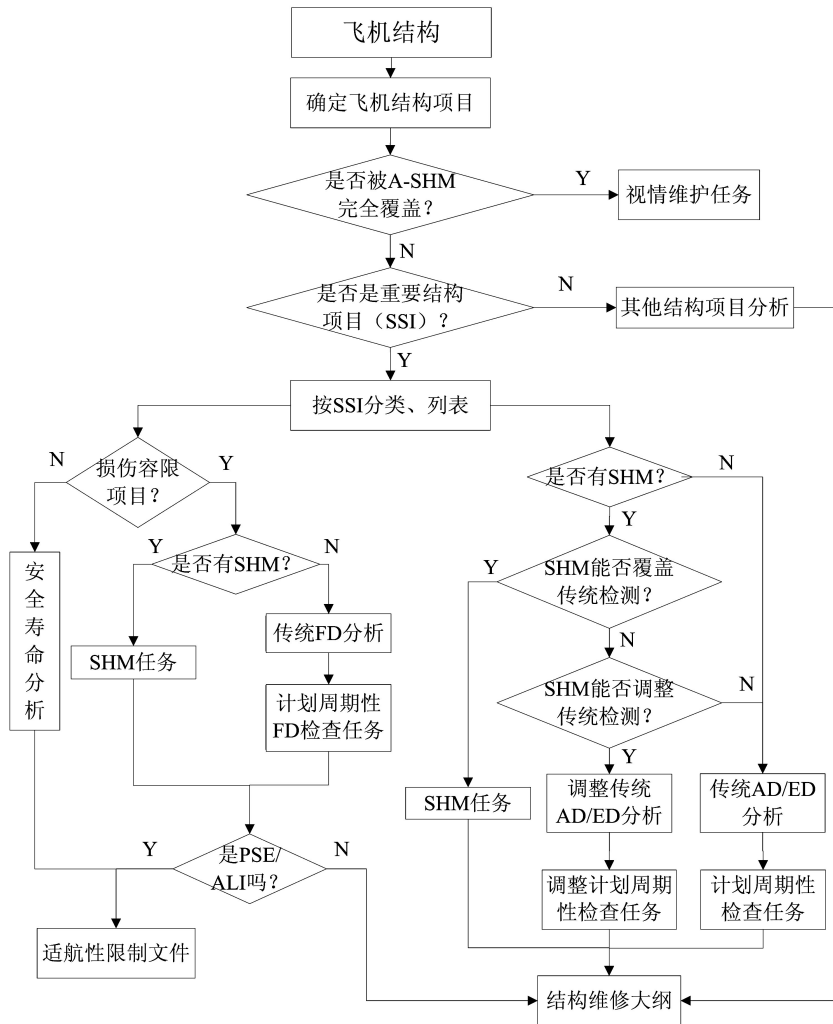 飞机结构
确定飞机结构项目
是否被A-SHM
完全覆盖？
Y
视情维护任务
N
是否是重要结构
项目（SSI）？
N
其他结构项目分析
Y
按SSI分类、列表
N
损伤容限
项目？
Y
是否有SHM？
N
Y
安
全
寿
命
分
析
Y
是否有SHM？
N
SHM任务
传统FD分析
计划周期性
FD检查任务
Y
SHM能否覆盖
传统检测？
N
SHM能否调整
传统检测？
N
Y
SHM任务
调整传统
AD/ED分析
传统AD/ED
分析
Y
是PSE/
ALI吗？
N
调整计划周期
性检查任务
计划周期性
检查任务
适航性限制文件
结构维修大纲